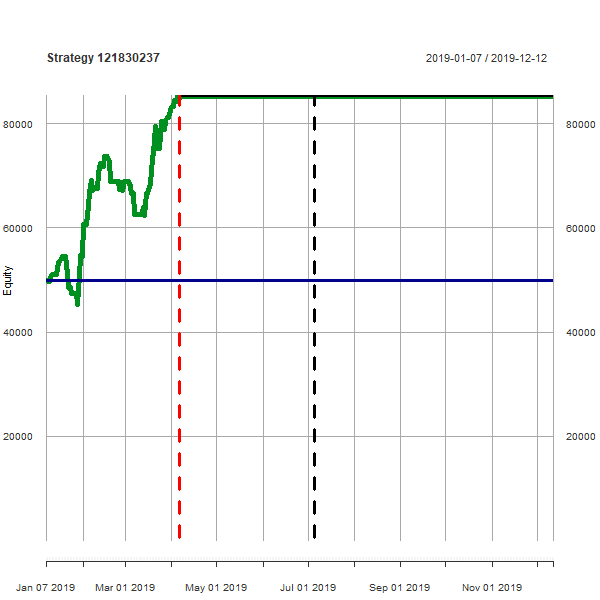 Strategy 121830237
2019-01-07 / 2019-12-12
80000
80000
60000
60000
Equity
40000
40000
20000
20000
Jan 07 2019
Mar 01 2019
May 01 2019
Jul 01 2019
Sep 01 2019
Nov 01 2019